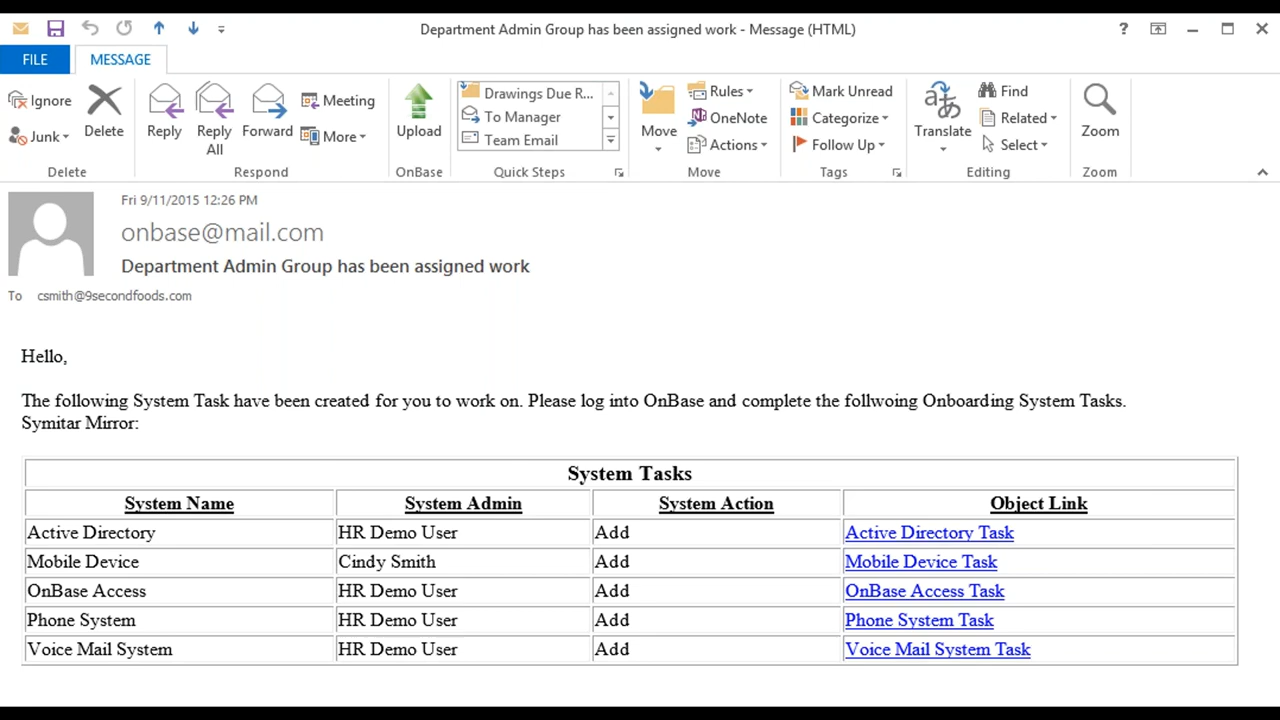 Department Admin Group has been assigned work - Message (HTML)
?
FILE
MESSAGE
Ignore
Junk
Delete
Delete
Reply
Reply All
Forward
Meeting
More
Respond
Upload
OnBase
Drawings Due R...
To Manager
Team Email
Quick Steps
Move
Rules
OneNote
Actions
Move
Mark Unread
Categorize
Follow Up
Tags
Translate
Find
Related
Select
Editing
Zoom
Zoom
Fri 9/11/2015 12:26 PM
onbase@mail.com
Department Admin Group has been assigned work
To csmith@9secondfoods.com
Hello,
The following System Task have been created for you to work on. Please log into OnBase and complete the follwoing Onboarding System Tasks.
Symitar Mirror:
System Tasks
System Name System Admin System Action Object Link
Active Directory HR Demo User Add Active Directory Task
Mobile Device Cindy Smith Add Mobile Device Task
OnBase Access HR Demo User Add OnBase Access Task
Phone System HR Demo User Add Phone System Task
Voice Mail System HR Demo User Add Voice Mail System Task